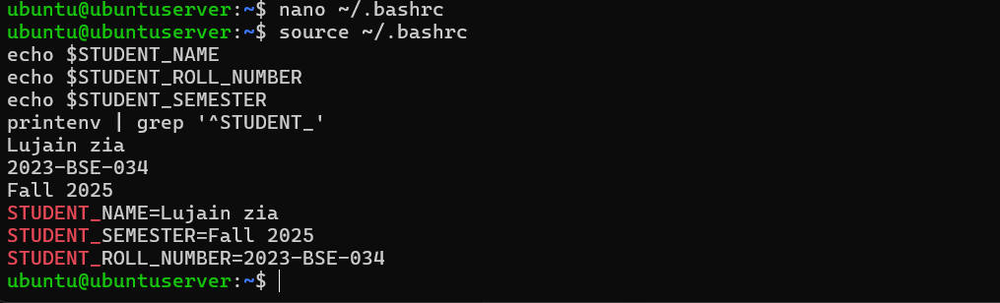 ubuntu@ubuntuserver:~$ nano ~/.bashrc
ubuntu@ubuntuserver:~$ source ~/.bashrc
echo $STUDENT_NAME
echo $STUDENT_ROLL_NUMBER
echo $STUDENT_SEMESTER
printenv | grep '^STUDENT_'
Lujain zia
2023-BSE-034
Fall 2025
STUDENT_NAME=Lujain zia
STUDENT_SEMESTER=Fall 2025
STUDENT_ROLL_NUMBER=2023-BSE-034
ubuntu@ubuntuserver:~$